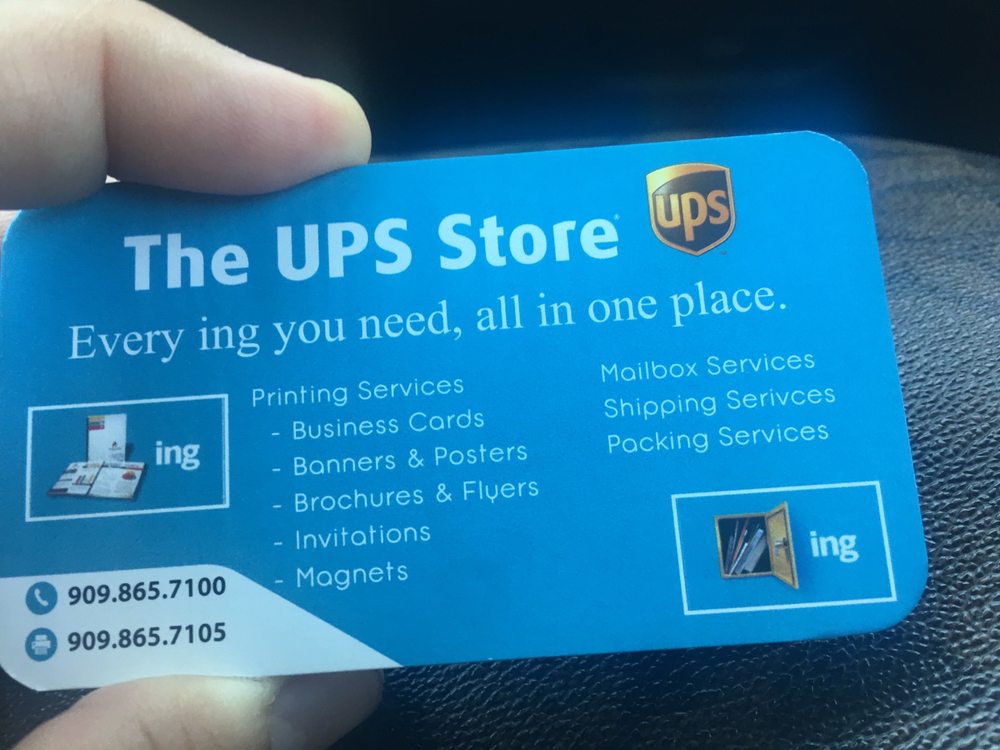 The UPS Store®
ups
Every ing you need, all in one place.
ing
Printing Services
- Business Cards
- Banners & Posters
- Brochures & Flyers
- Invitations
- Magnets
Mailbox Services
Shipping Serivces
Packing Services
ing
909.865.7100
909.865.7105